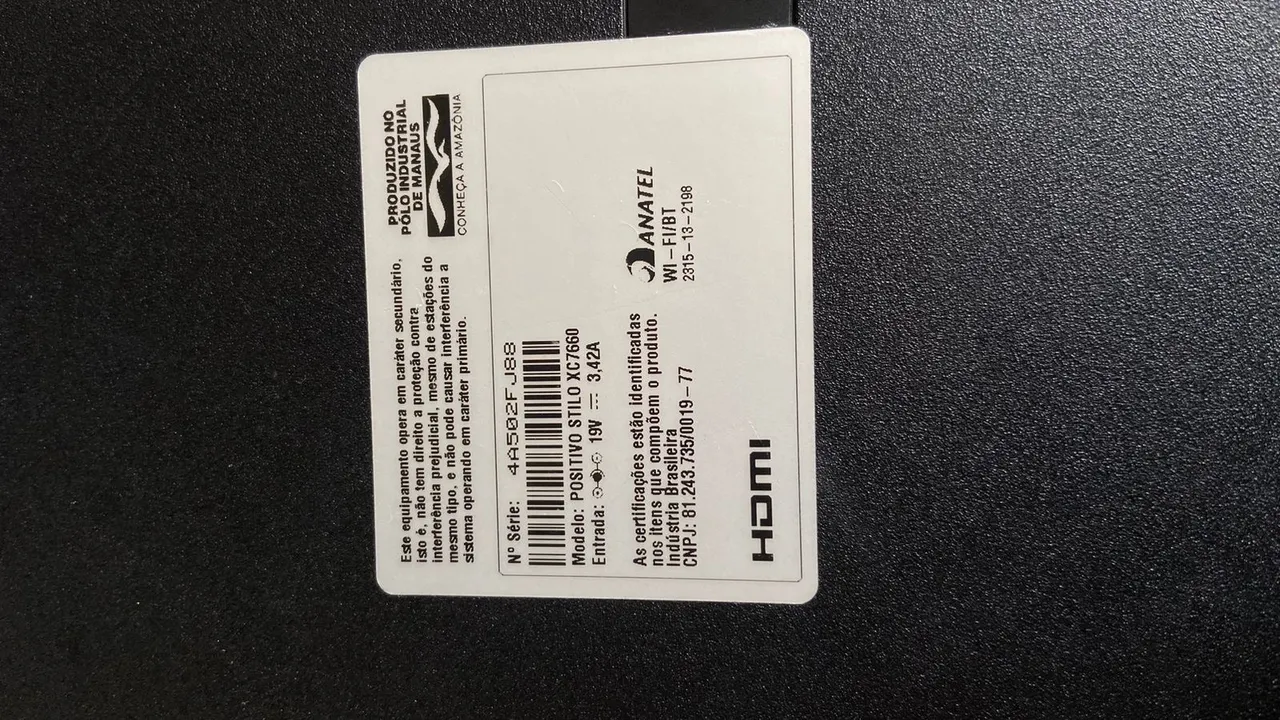 Este equipamento opera em caráter secundário,
isto é, não tem direito a proteção contra
interferência prejudicial, mesmo de estações do
mesmo tipo, e não pode causar interferência a
sistema operando em caráter primário.
PRODUZIDO NO
PÓLO INDUSTRIAL
DE MANAUS
CONHEÇA A AMAZÔNIA
Nº Série: 4A502FJ88
Modelo: POSITIVO STILO XC7660
Entrada: 19V 3,42A
As certificações estão identificadas
nos itens que compõem o produto.
Indústria Brasileira
CNPJ: 81.243.735/0019-77
ANATEL
WI-FI/BT
2315-13-2198
HDMI